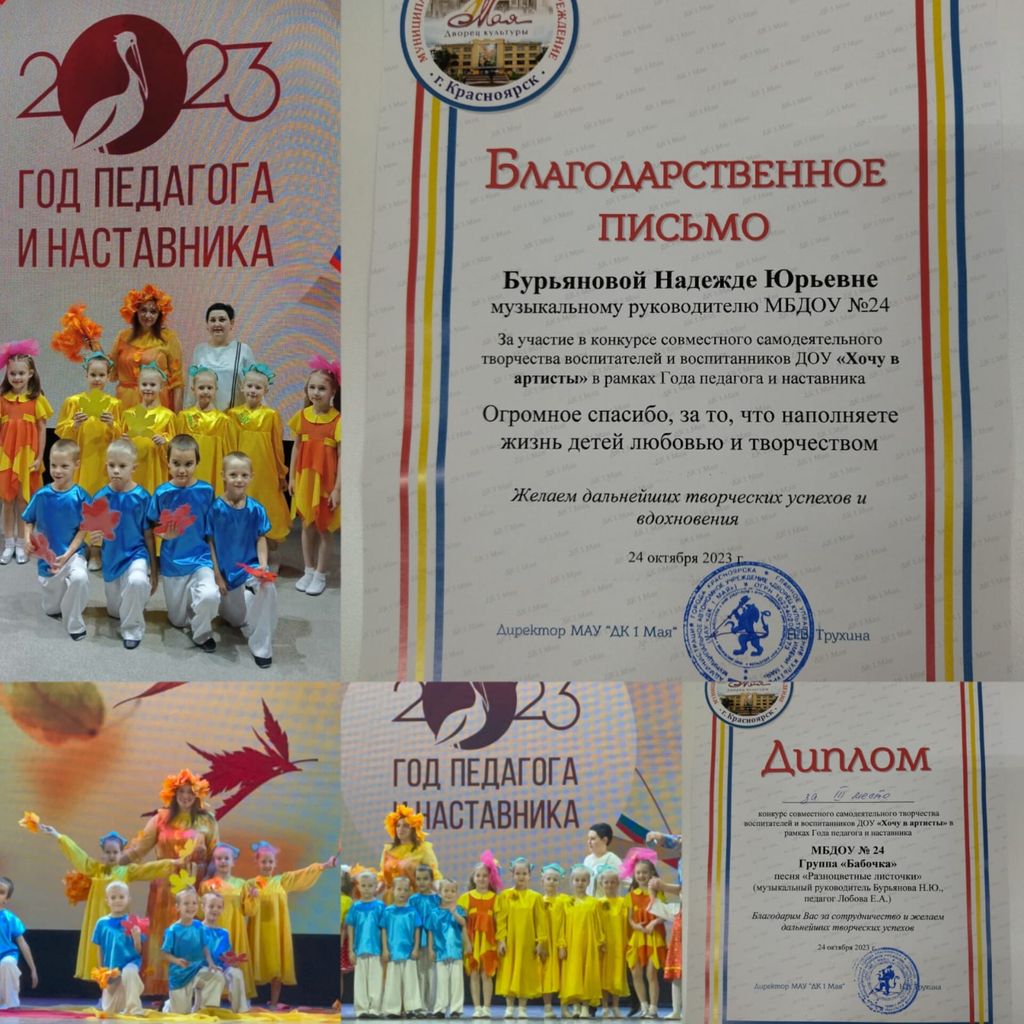 2023
ГОД ПЕДАГОГА
И НАСТАВНИКА
Мая
Дворец культуры
г. Красноярск
БЛАГОДАРСТВЕННОЕ
ПИСЬМО
Бурьяновой Надежде Юрьевне
музыкальному руководителю МБДОУ №24
За участие в конкурсе совместного самодеятельного
творчества воспитателей и воспитанников ДОУ «Хочу в
артисты» в рамках Года педагога и наставника
Огромное спасибо, за то, что наполняете
жизнь детей любовью и творчеством
Желаем дальнейших творческих успехов и
вдохновения
24 октября 2023 г.
Директор МАУ "ДК 1 Мая"
Трухина
2023
ГОД ПЕДАГОГА
И НАСТАВНИКА
г. Красноярск
ДИПЛОМ
за III место
конкурс совместного самодеятельного творчества
воспитателей и воспитанников ДОУ «Хочу в артисты» в
рамках Года педагога и наставника
МБДОУ № 24
Группа «Бабочка»
песня «Разноцветные листочки»
(музыкальный руководитель Бурьянова Н.Ю.,
педагог Лобова Е.А.)
Благодарим Вас за сотрудничество и желаем
дальнейших творческих успехов
24 октября 2023 г.
Директор МАУ "ДК 1 Мая"
Трухина